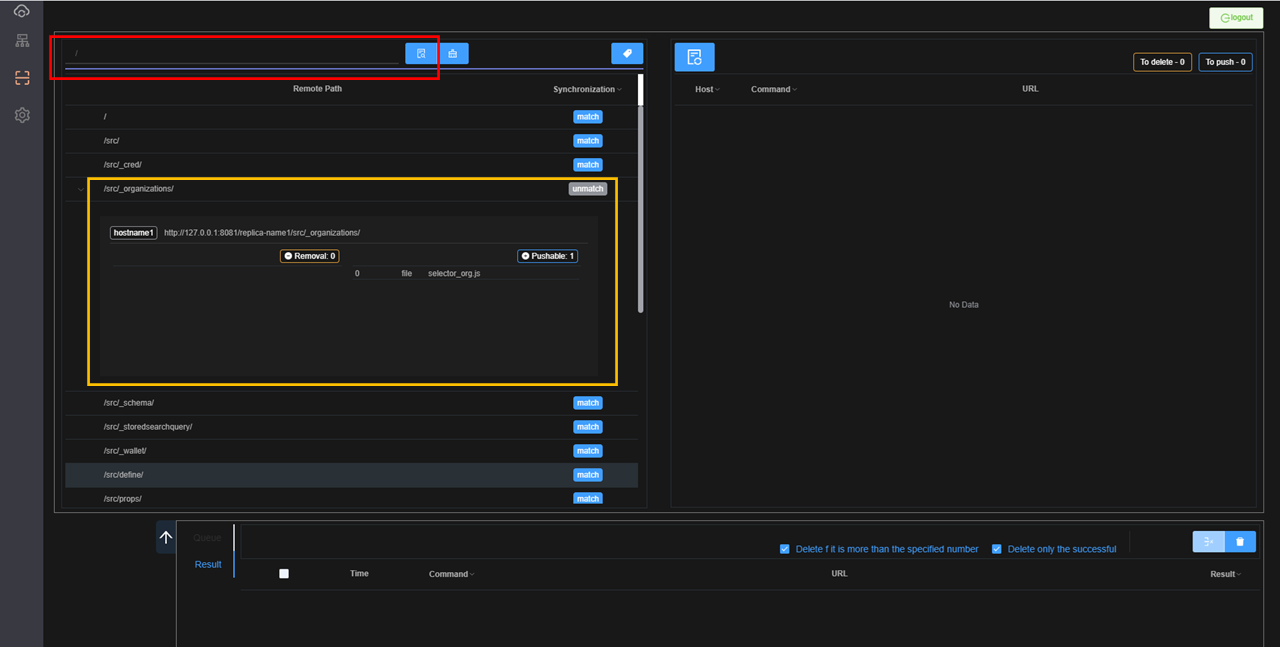 logout
/
To delete - 0 To push - 0
Remote Path Synchronization
Host Command URL
/ match
/src/ match
/src/_cred/ match
/src/_organizations/ unmatch
hostname1 http://127.0.0.1:8081/replica-name1/src/_organizations/
Removal: 0 Pushable: 1
0 file selector_org.js
No Data
/src/_schema/ match
/src/_storedsearchquery/ match
/src/_wallet/ match
/src/define/ match
/src/props/ match
Queue
Delete f it is more than the specified number Delete only the successful
Result
Time Command URL Result